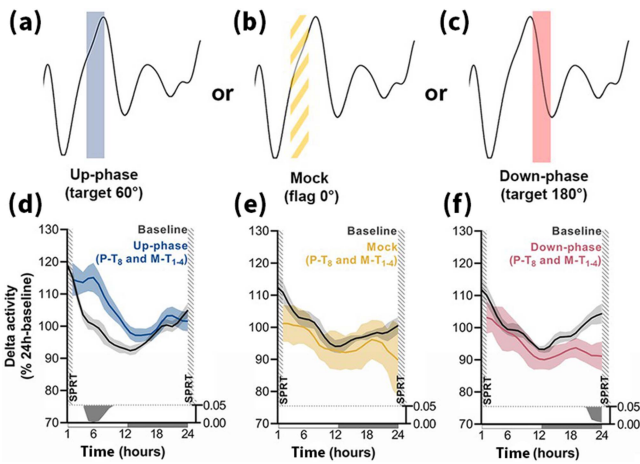 (a)
(b)
(c)
or
or
Up-phase
(target 60°)
Mock
(flag 0°)
Down-phase
(target 180°)
(d)
(e)
(f)
Delta activity
(% 24h-baseline)
130
120
110
100
90
80
70
Baseline
Up-phase
(P-T8 and M-T1-4)
SPRT
SPRT
0.05
0.00
1
6
12
18
24
Time (hours)
130
120
110
100
90
80
70
Baseline
Mock
(P-T8 and M-T1-4)
SPRT
SPRT
0.05
0.00
1
6
12
18
24
Time (hours)
130
120
110
100
90
80
70
Baseline
Down-phase
(P-T8 and M-T1-4)
SPRT
SPRT
0.05
0.00
1
6
12
18
24
Time (hours)